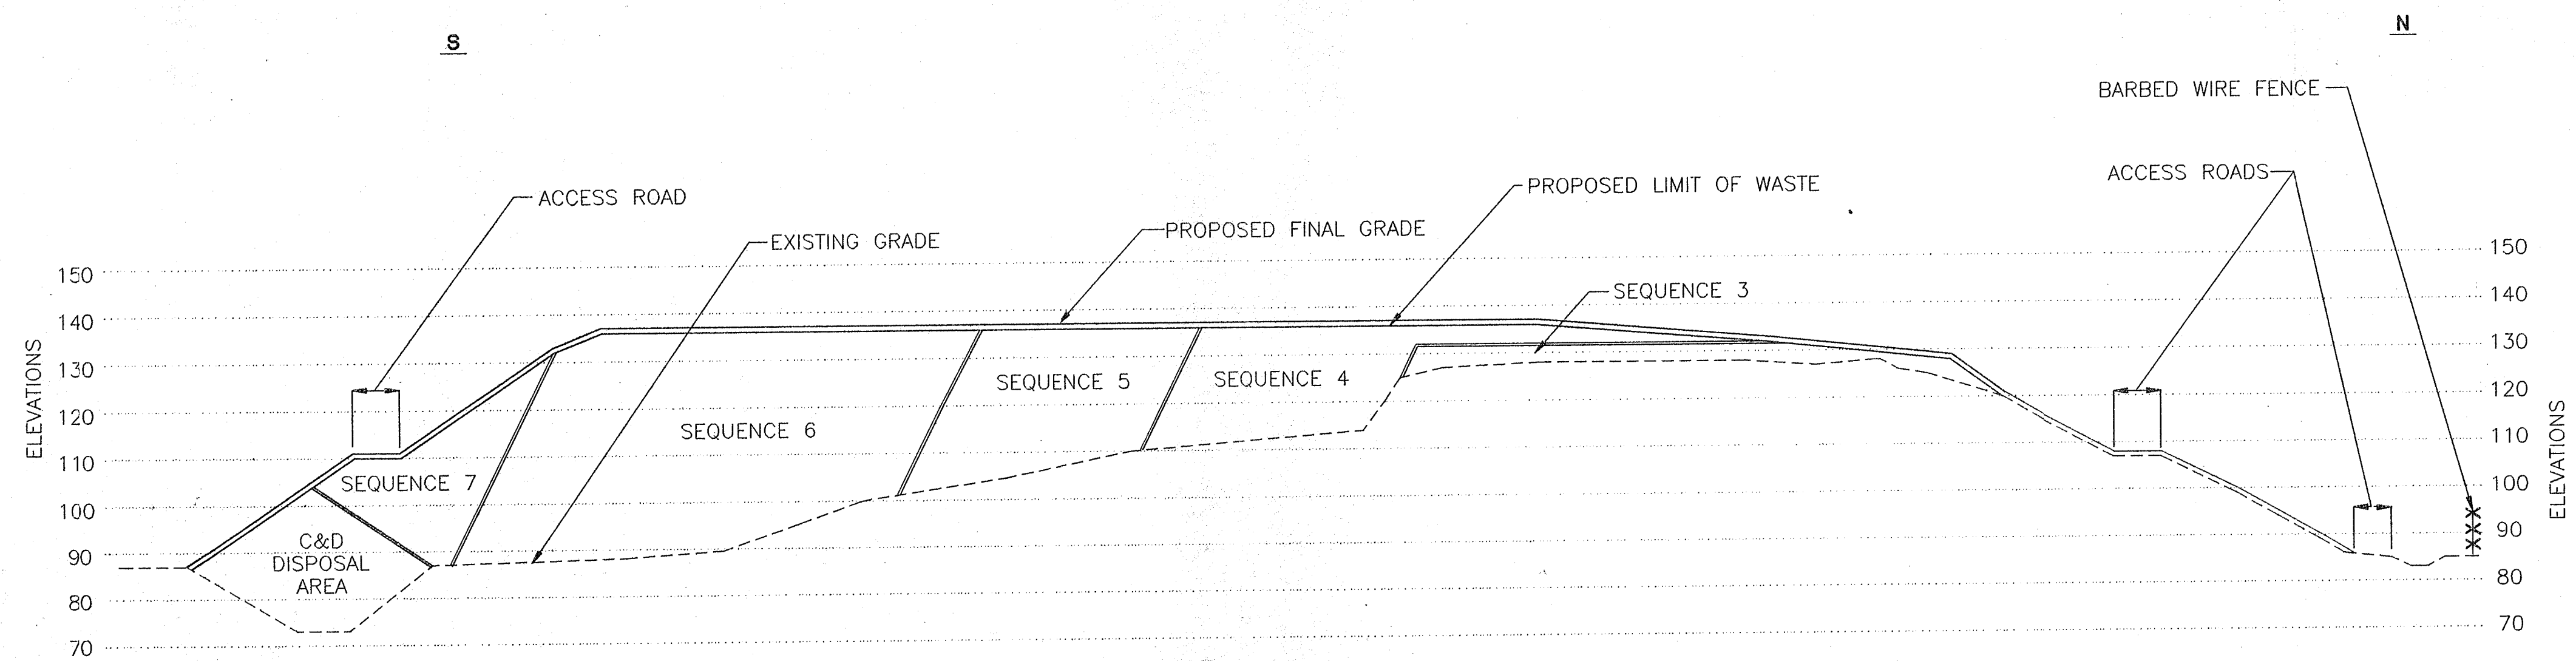 S
N
BARBED WIRE FENCE
ACCESS ROADS
ACCESS ROAD
PROPOSED LIMIT OF WASTE
PROPOSED FINAL GRADE
EXISTING GRADE
SEQUENCE 3
SEQUENCE 5
SEQUENCE 4
SEQUENCE 6
SEQUENCE 7
C&D
DISPOSAL
AREA
ELEVATIONS
150
140
130
120
110
100
90
80
70
150
140
130
120
110
100
90
80
70
ELEVATIONS